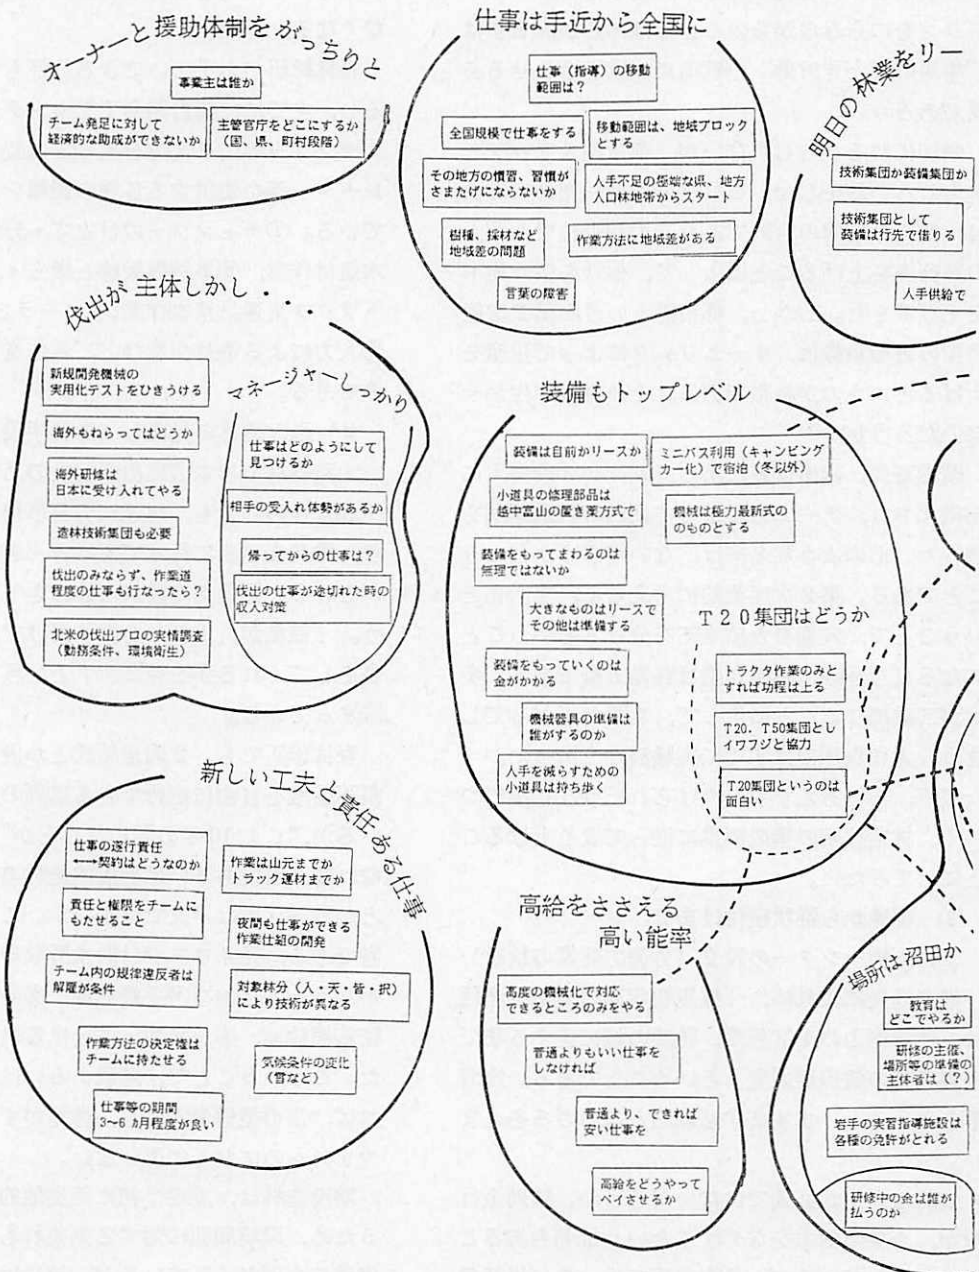 オーナーと援助体制をがっちりと
事業主は誰か
チーム発足に対して
経済的な助成ができないか
主管官庁をどこにするか
（国、県、町村段階）
仕事は手近から全国に
仕事（指導）の移動
範囲は？
全国規模で仕事をする
移動範囲は、地域ブロック
とする
その地方の慣習、習慣が
さまたげにならないか
人手不足の極端な県、地方
人口林地帯からスタート
樹種、採材など
地域差の問題
作業方法に地域差がある
言葉の障害
明日の林業をリー
技術集団か装備集団か
技術集団として
装備は行先で借りる
人手供給で
伐出が主体しかし・・・
新規開発機械の
実用化テストをひきうける
海外もねらってはどうか
海外研修は
日本に受け入れてやる
造林技術集団も必要
伐出のみならず、作業道
程度の仕事も行なったら？
北米の伐出プロの実情調査
（勤務条件、環境衛生）
マネージャーしっかり
仕事はどのようにして
見つけるか
相手の受入れ体勢があるか
帰ってからの仕事は？
伐出の仕事が途切れた時の
収入対策
装備もトップレベル
装備は自前かリースか
ミニバス利用（キャンピング
カー化）で宿泊（冬以外）
小道具の修理部品は
越中富山の置き薬方式で
機械は極力最新式の
のものとする
装備をもってまわるのは
無理ではないか
大きなものはリースで
その他は準備する
装備をもっていくのは
金がかかる
機械器具の準備は
誰がするのか
人手を減らすための
小道具は持ち歩く
T20集団はどうか
トラクタ作業のみと
すれば功程は上る
T20．T50集団とし
イワフジと協力
T20集団というのは
面白い
新しい工夫と責任ある仕事
仕事の遂行責任
←→契約はどうなのか
作業は山元までか
トラック運材までか
責任と権限をチームに
もたせること
夜間も仕事ができる
作業仕組の開発
チーム内の規律違反者は
解雇が条件
対象林分（人・天・皆・択）
により技術が異なる
作業方法の決定権は
チームに持たせる
気候条件の変化
（雪など）
仕事等の期間
3～6ヵ月程度が良い
高給をささえる
高い能率
高度の機械化で対応
できるところのみをやる
普通よりもいい仕事を
しなければ
普通より、できれば
安い仕事を
高給をどうやって
ペイさせるか
場所は沼田か
教育は
どこでやるか
研修の主催、
場所等の準備の
主体者は（？）
岩手の実習指導施設は
各種の免許がとれる
研修中の金は誰が
払うのか